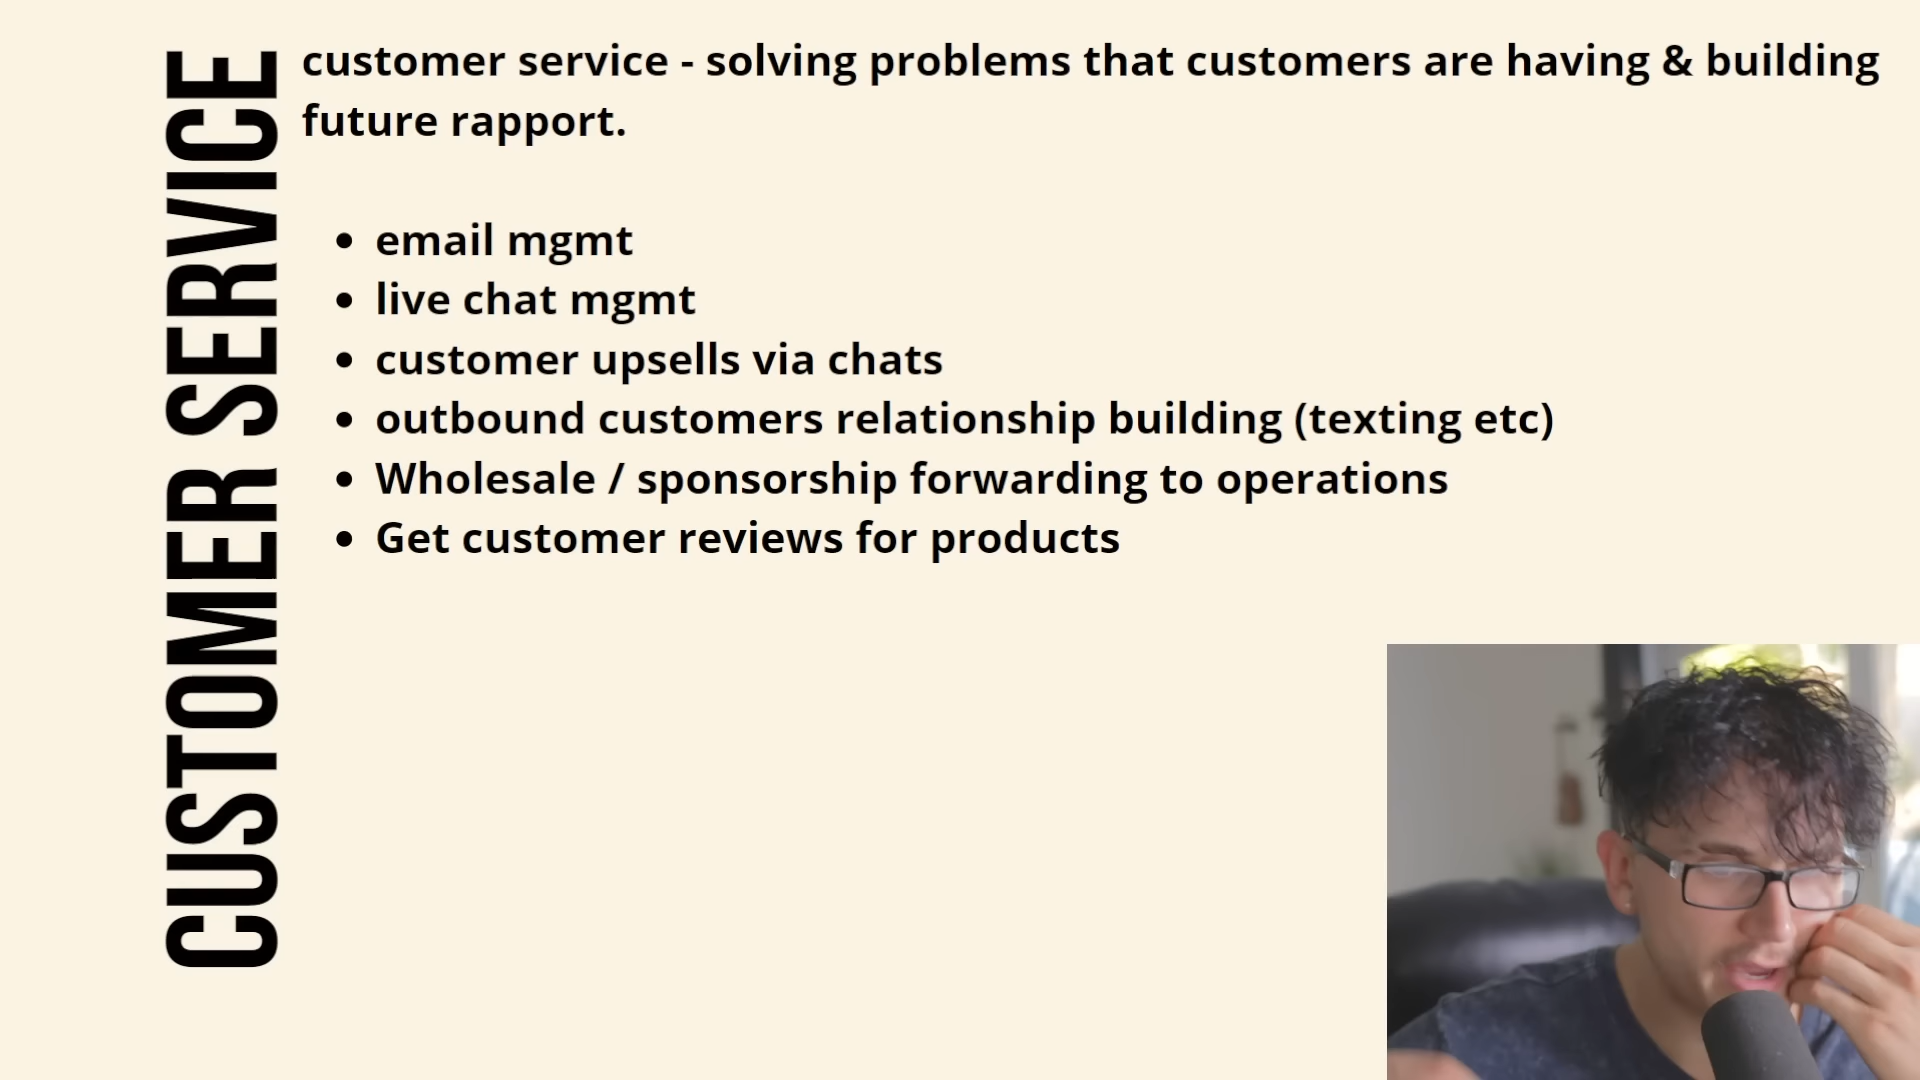 CUSTOMER SERVICE
customer service - solving problems that customers are having & building
future rapport.
• email mgmt
• live chat mgmt
• customer upsells via chats
• outbound customers relationship building (texting etc)
• Wholesale / sponsorship forwarding to operations
• Get customer reviews for products